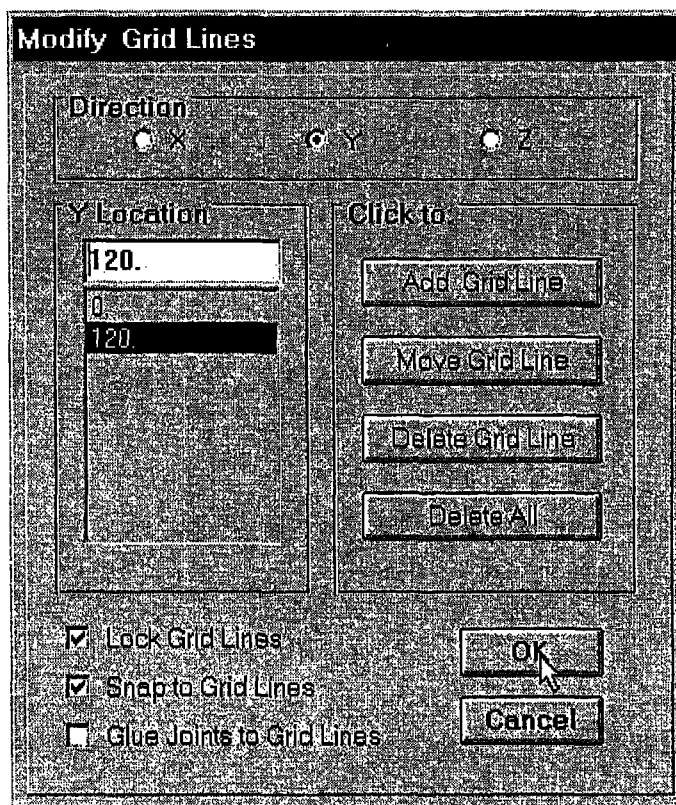 Modify Grid Lines
Direction
X Y Z
Y Location
120.
0.
120.
Click to.
Add Grid Line
Move Grid Line
Delete Grid Line
Delete All
Lock Grid Lines
Snap to Grid Lines
Glue Joints to Grid Lines
OK
Cancel